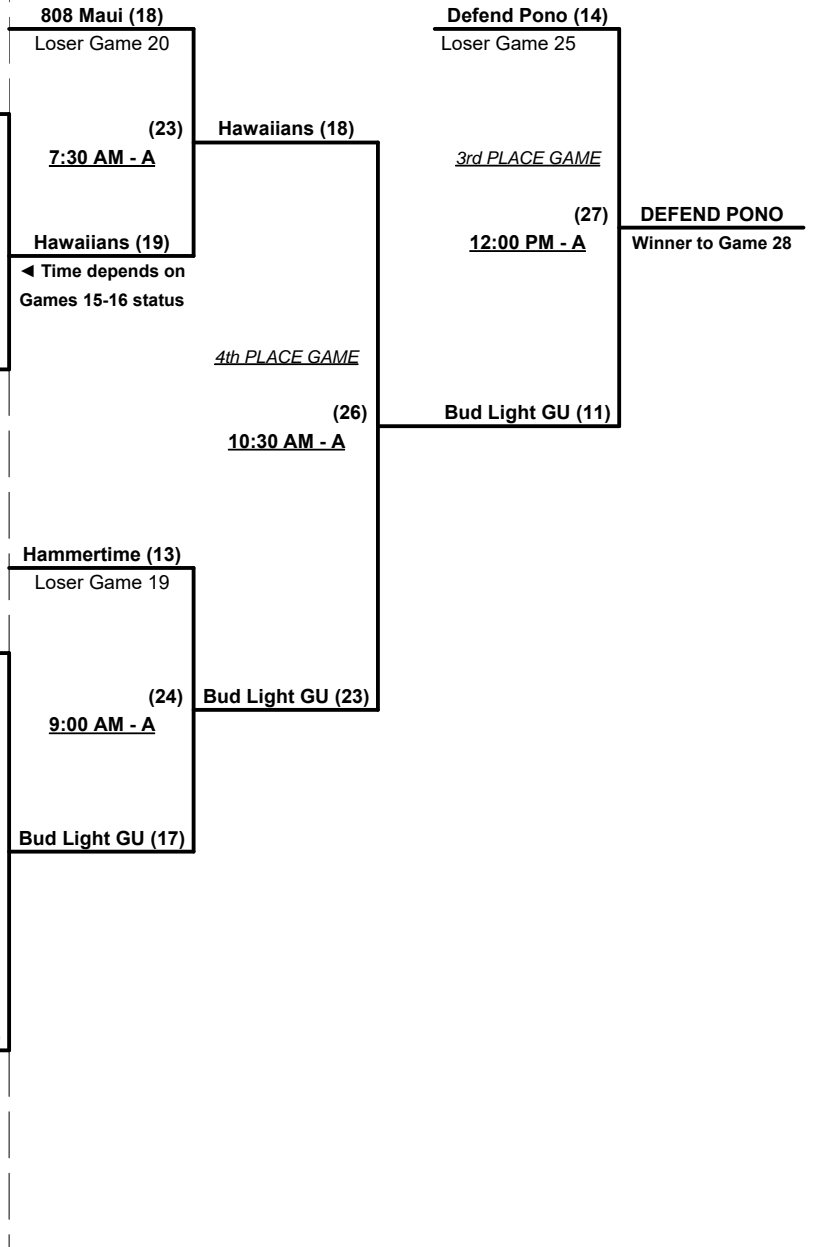 808 Maui (18)
Loser Game 20
(23)
7:30 AM - A
Hawaiians (19)
◄ Time depends on
Games 15-16 status
Hawaiians (18)
4th PLACE GAME
(26)
10:30 AM - A
Hammertime (13)
Loser Game 19
(24)
9:00 AM - A
Bud Light GU (17)
Bud Light GU (23)
Defend Pono (14)
Loser Game 25
3rd PLACE GAME
(27)
12:00 PM - A
Bud Light GU (11)
DEFEND PONO
Winner to Game 28